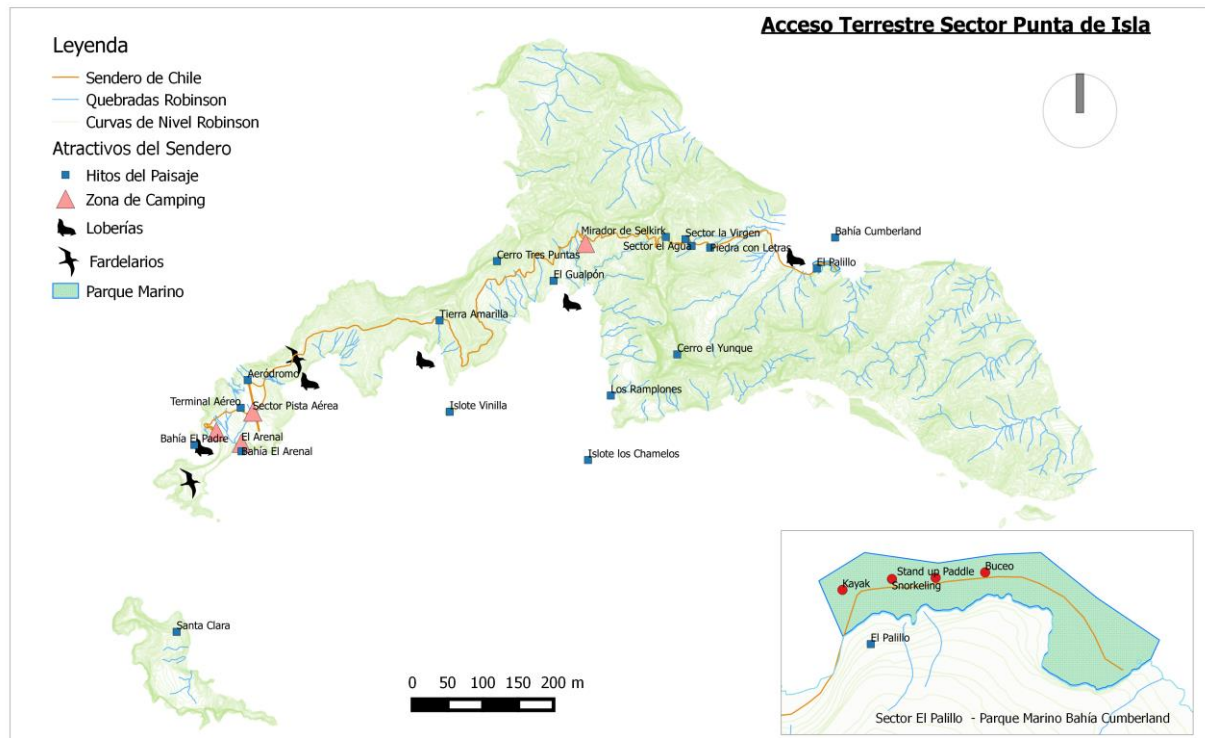 Acceso Terrestre Sector Punta de Isla
Leyenda
Sendero de Chile
Quebradas Robinson
Curvas de Nivel Robinson
Atractivos del Sendero
Hitos del Paisaje
Zona de Camping
Loberías
Fardelarios
Parque Marino
Mirador de Selkirk
Sector la Virgen
Bahía Cumberland
Sector el Agua
Piedra con Letras
Cerro Tres Puntas
El Palillo
El Gualpón
Tierra Amarilla
Cerro el Yunque
Aeródromo
Los Ramplones
Terminal Aéreo
Sector Pista Aérea
Islote Vinilla
Bahía El Padre
El Arenal
Bahía El Arenal
Islote los Chamelos
Santa Clara
0 50 100 150 200 m
Kayak
Stand up Paddle
Buceo
Snorkeling
El Palillo
Sector El Palillo - Parque Marino Bahía Cumberland